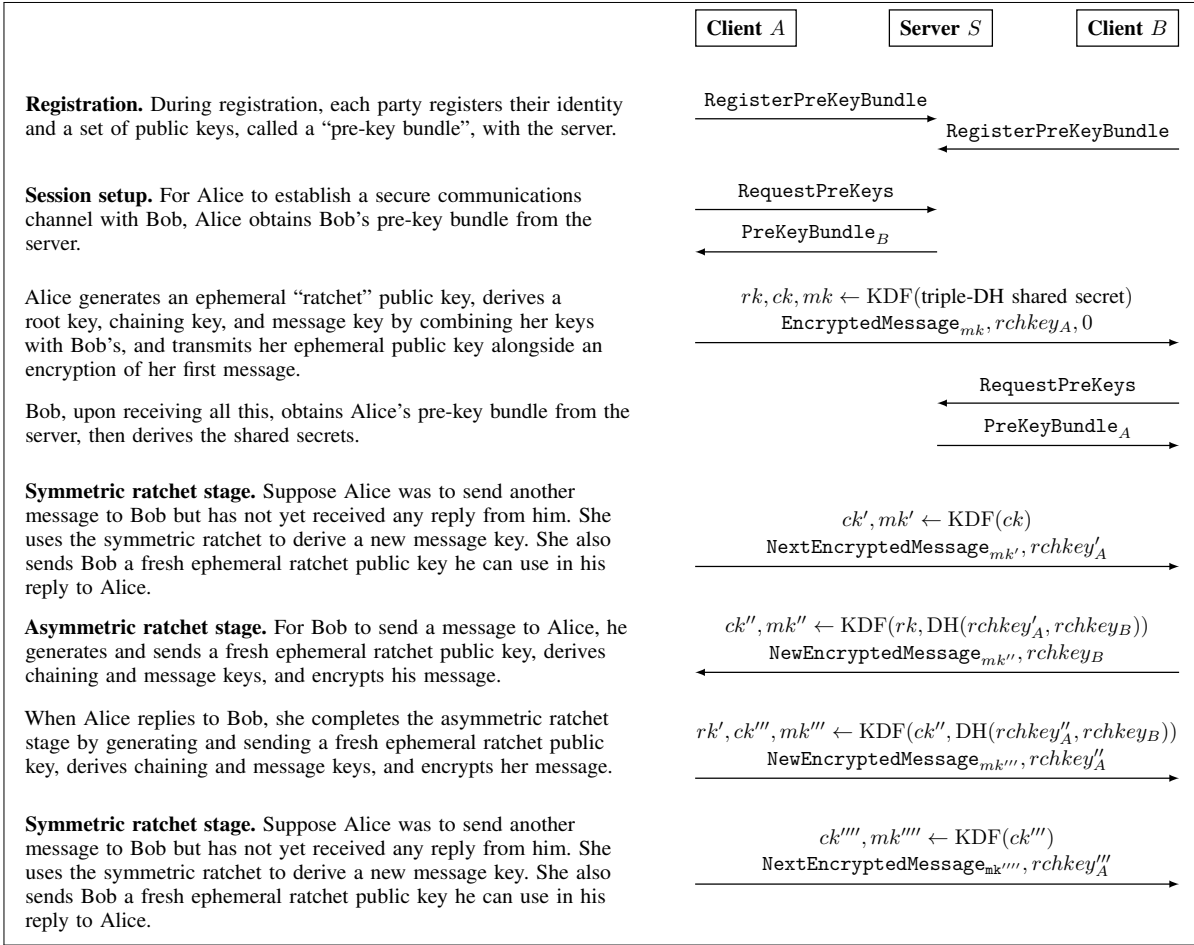 Client A Server S Client B
Registration. During registration, each party registers their identity
and a set of public keys, called a “pre-key bundle”, with the server.
RegisterPreKeyBundle
RegisterPreKeyBundle
Session setup. For Alice to establish a secure communications
channel with Bob, Alice obtains Bob’s pre-key bundle from the
server.
RequestPreKeys
PreKeyBundle_B
Alice generates an ephemeral “ratchet” public key, derives a
root key, chaining key, and message key by combining her keys
with Bob’s, and transmits her ephemeral public key alongside an
encryption of her first message.
rk, ck, mk ← KDF(triple-DH shared secret)
EncryptedMessage_mk, rchkey_A, 0
Bob, upon receiving all this, obtains Alice’s pre-key bundle from the
server, then derives the shared secrets.
RequestPreKeys
PreKeyBundle_A
Symmetric ratchet stage. Suppose Alice was to send another
message to Bob but has not yet received any reply from him. She
uses the symmetric ratchet to derive a new message key. She also
sends Bob a fresh ephemeral ratchet public key he can use in his
reply to Alice.
ck′, mk′ ← KDF(ck)
NextEncryptedMessage_mk′, rchkey′_A
Asymmetric ratchet stage. For Bob to send a message to Alice, he
generates and sends a fresh ephemeral ratchet public key, derives
chaining and message keys, and encrypts his message.
ck′′, mk′′ ← KDF(rk, DH(rchkey′_A, rchkey_B))
NewEncryptedMessage_mk′′, rchkey_B
When Alice replies to Bob, she completes the asymmetric ratchet
stage by generating and sending a fresh ephemeral ratchet public
key, derives chaining and message keys, and encrypts her message.
rk′, ck′′′, mk′′′ ← KDF(ck′′, DH(rchkey′′_A, rchkey_B))
NewEncryptedMessage_mk′′′, rchkey′′_A
Symmetric ratchet stage. Suppose Alice was to send another
message to Bob but has not yet received any reply from him. She
uses the symmetric ratchet to derive a new message key. She also
sends Bob a fresh ephemeral ratchet public key he can use in his
reply to Alice.
ck′′′′, mk′′′′ ← KDF(ck′′′)
NextEncryptedMessage_mk′′′′, rchkey′′′_A